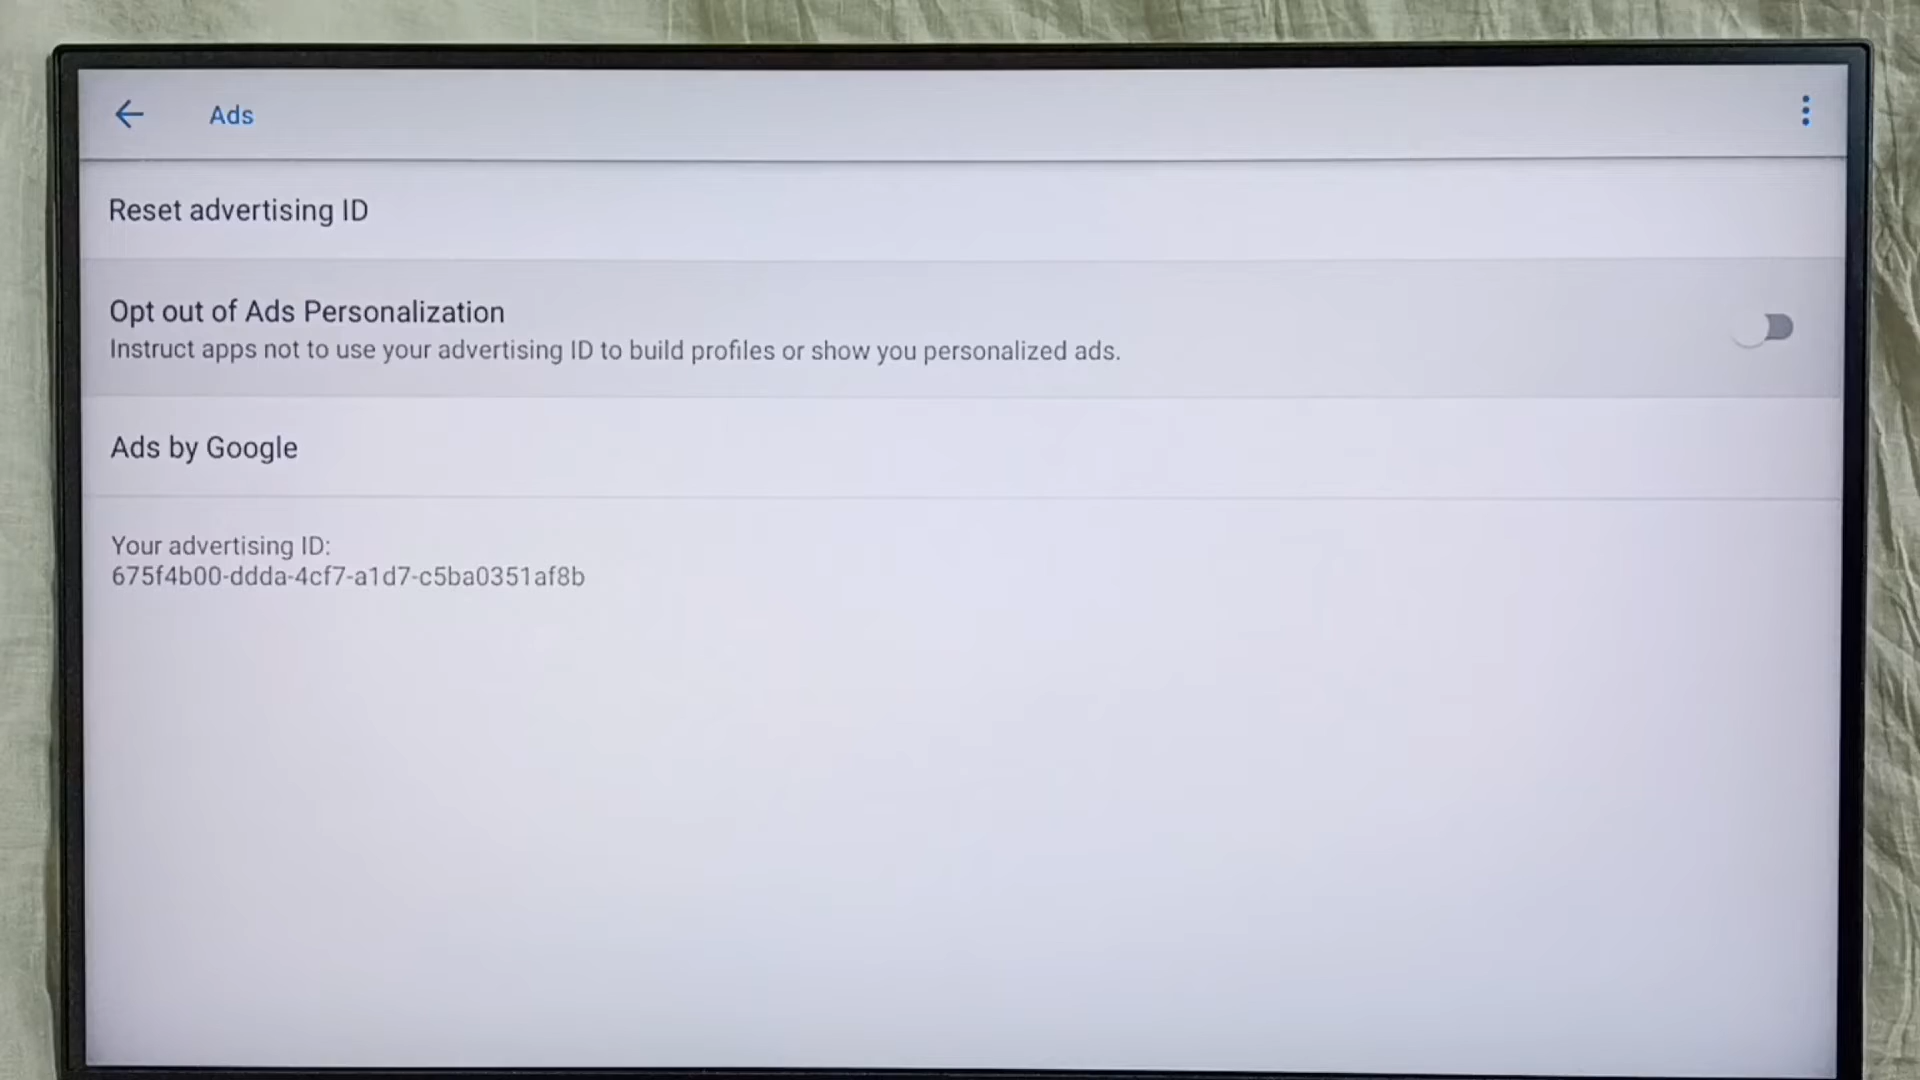 Ads
Reset advertising ID
Opt out of Ads Personalization
Instruct apps not to use your advertising ID to build profiles or show you personalized ads.
Ads by Google
Your advertising ID:
675f4b00-ddda-4cf7-a1d7-c5ba0351af8b